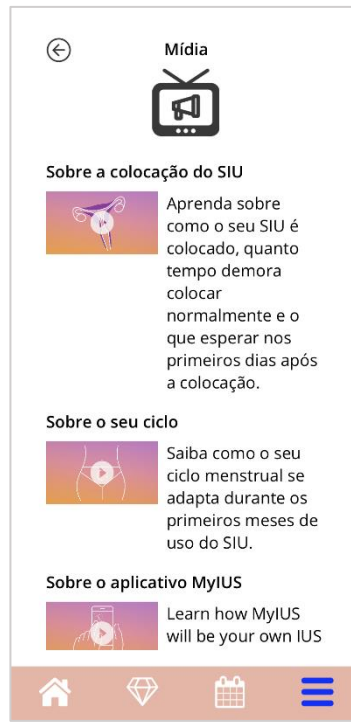 Mídia
Sobre a colocação do SIU
Aprenda sobre
como o seu SIU é
colocado, quanto
tempo demora
colocar
normalmente e o
que esperar nos
primeiros dias após
a colocação.
Sobre o seu ciclo
Saiba como o seu
ciclo menstrual se
adapta durante os
primeiros meses de
uso do SIU.
Sobre o aplicativo MyIUS
Learn how MyIUS
will be your own IUS